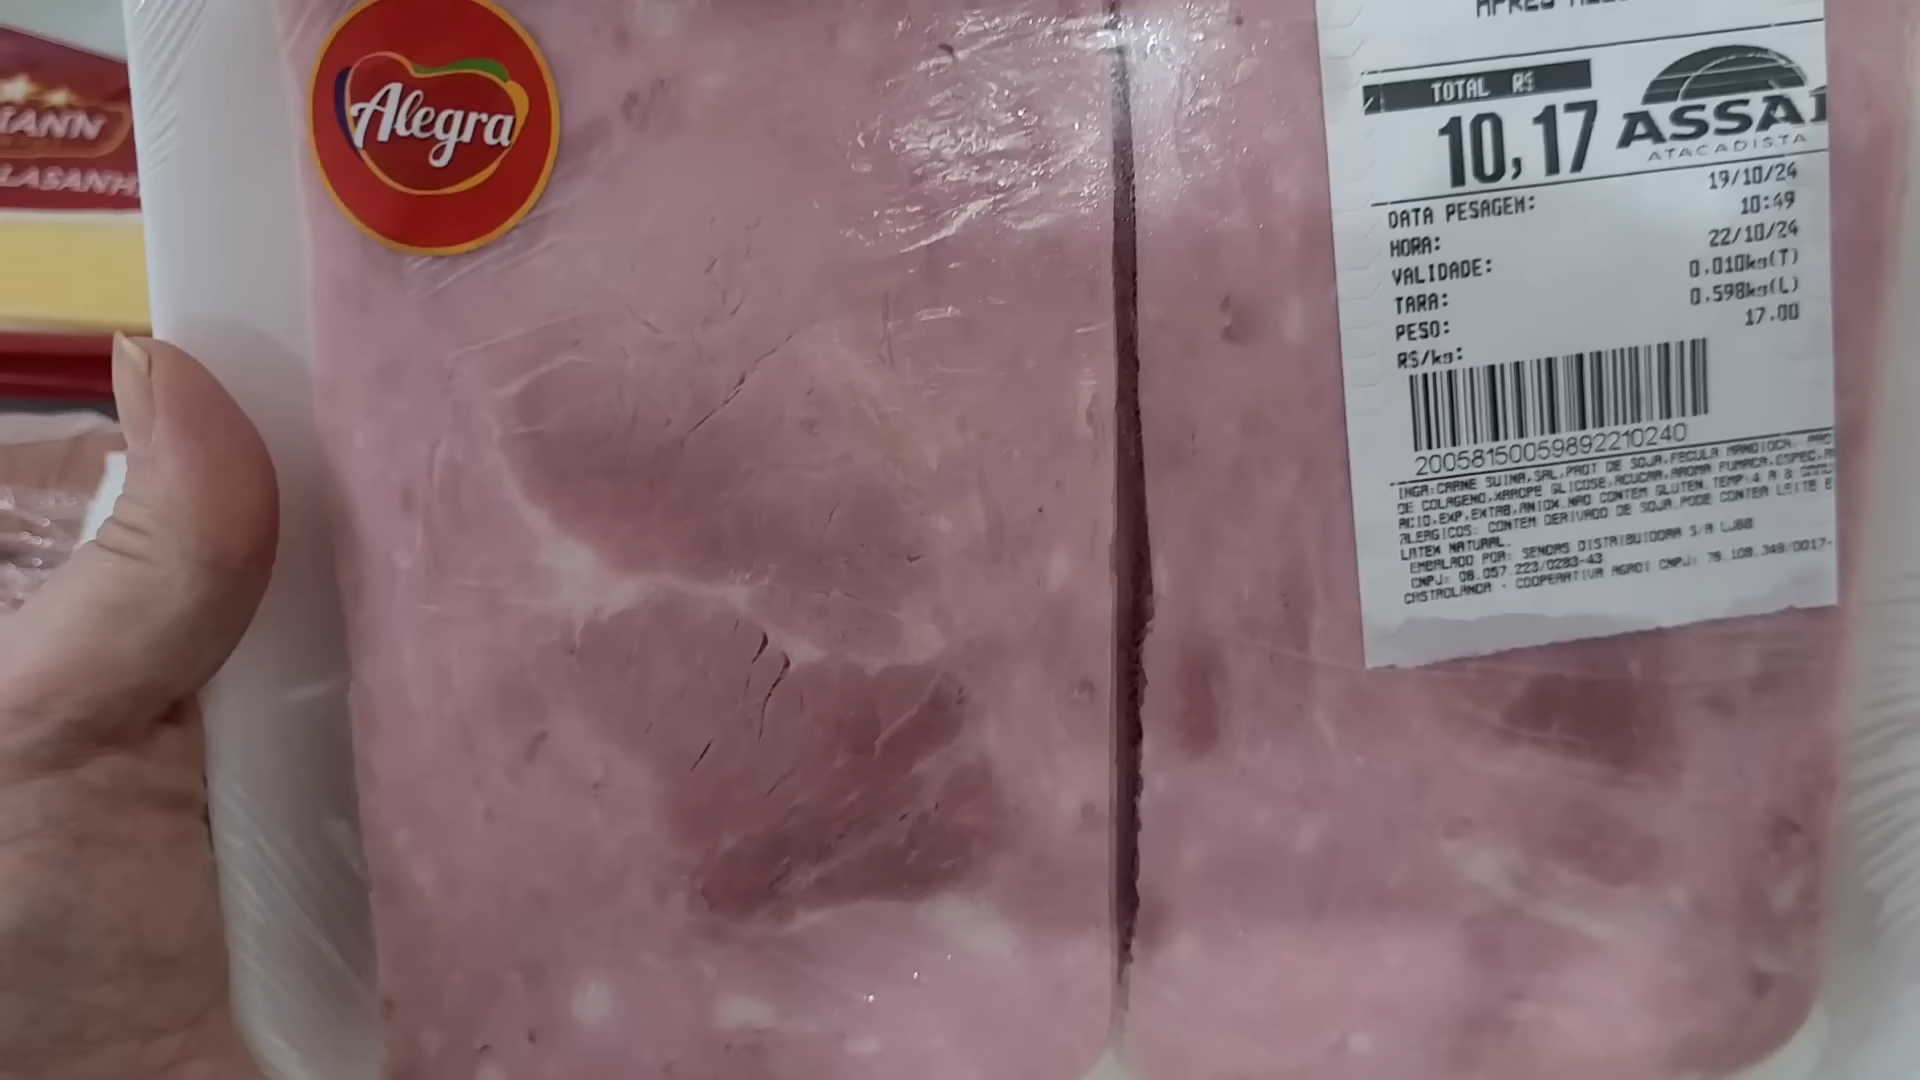 Alegra
IANN
LASANH
TOTAL R$
10,17
ASSAI
ATACADISTA
DATA PESAGEM: 19/10/24
HORA: 10:49
VALIDADE: 22/10/24
TARA: 0.010kg(T)
PESO: 0.598kg(L)
R$/kg: 17.00
20058150059892210240
INGR:CARNE SUINA,SAL,PROT DE SOJA,FECULA MANDIOCA,
DE COLAGENO,XAROPE GLICOSE,ACUCAR,AROMA FUMACA,ESPEC,
ACID,EXP,EXTAB,ANIOX.NAO CONTEM GLUTEN.TEMP:4 A 8
ALERGICOS: CONTEM DERIVADO DE SOJA.PODE CONTER LEITE E
LATEX NATURAL.
EMBALADO POR: SENDAS DISTRIBUIDORA S/A LJ88
CNPJ: 06.057.223/0283-43
CASTROLANDA - COOPERATIVA AGROI CNPJ: 76.108.349/0017-